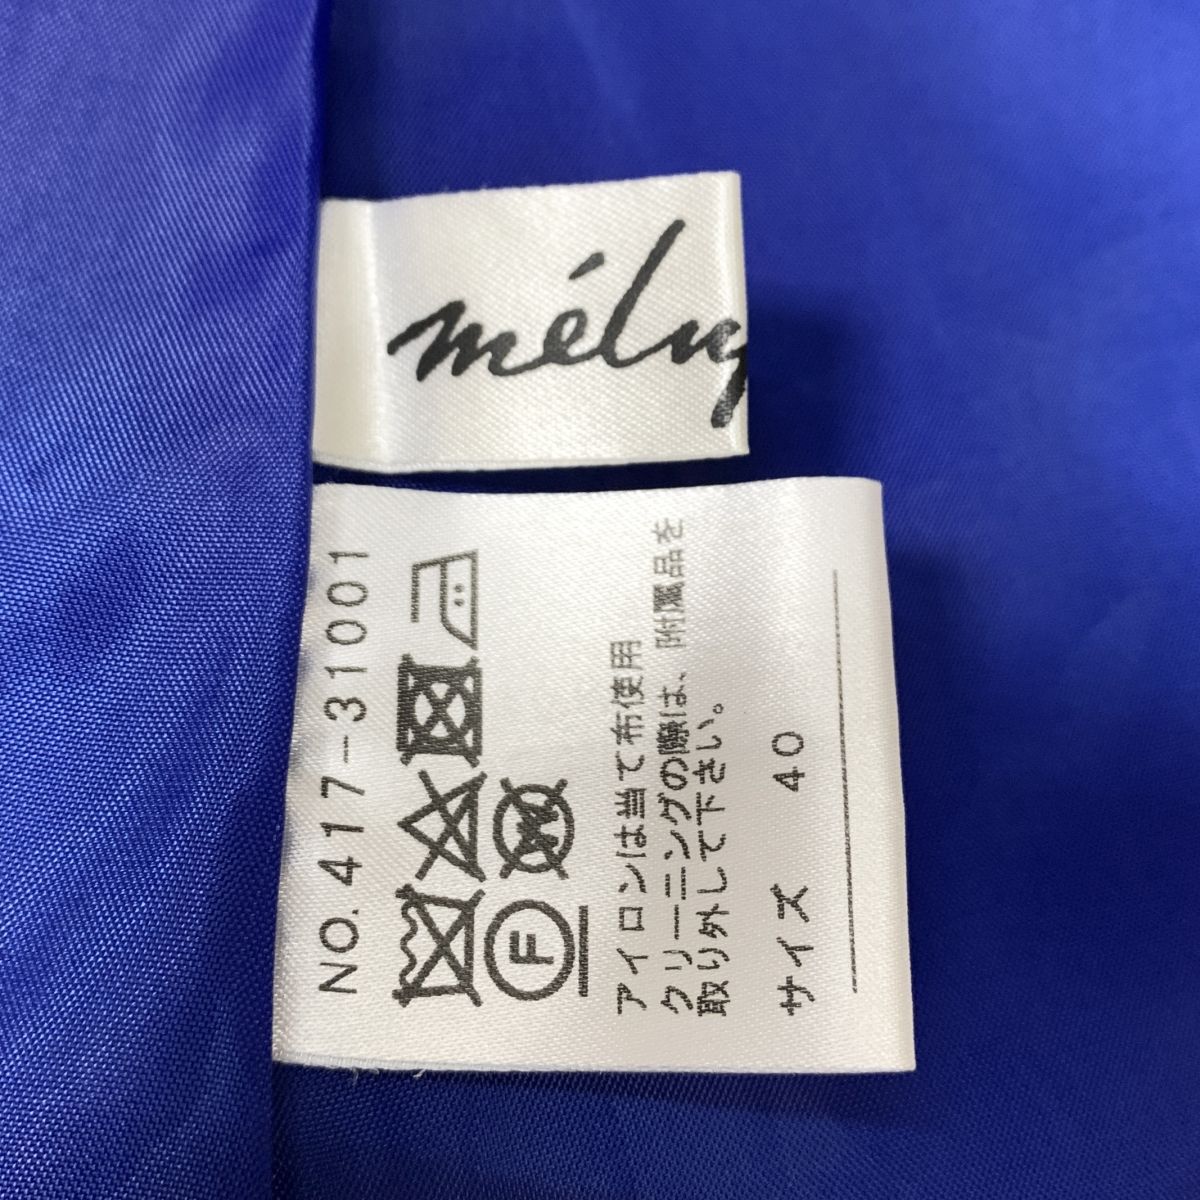 mély
NO.417-31001
F
アイロンは当て布使用
クリーニングの際は、附属品を
取り外して下さい。
サイズ 40